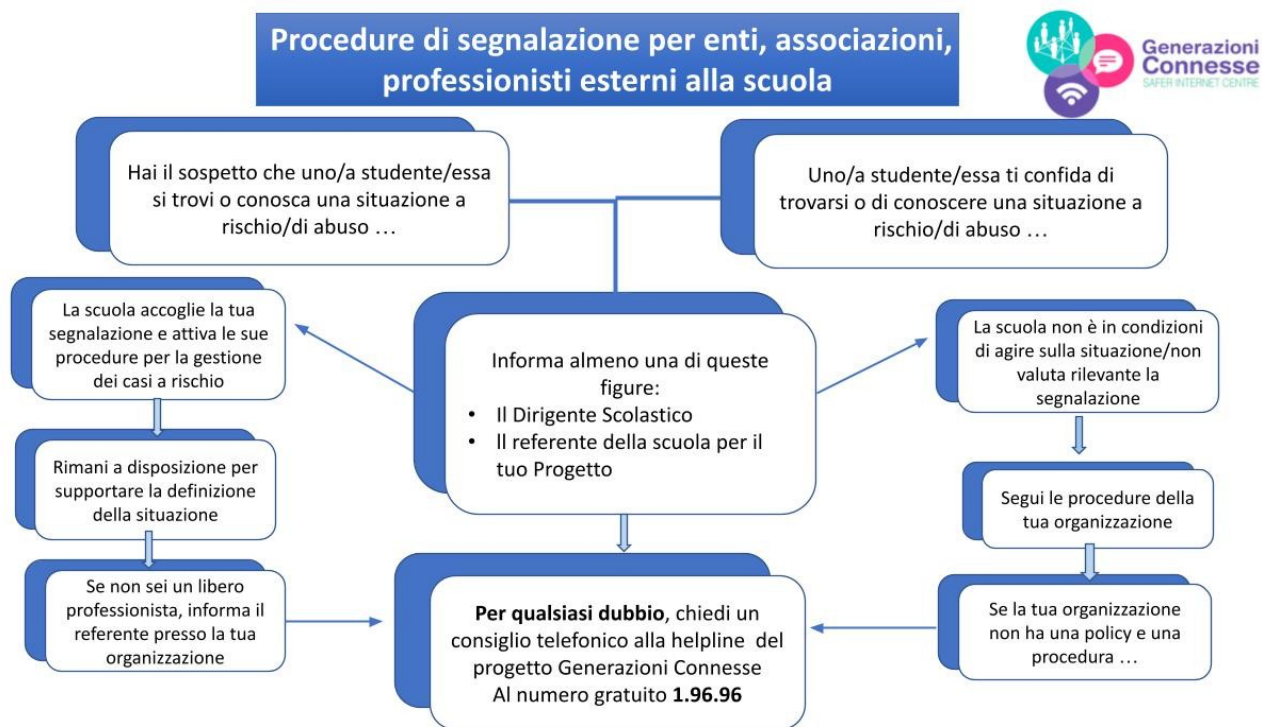 Procedure di segnalazione per enti, associazioni,
professionisti esterni alla scuola
Generazioni
Connesse
SAFER INTERNET CENTRE
Hai il sospetto che uno/a studente/essa
si trovi o conosca una situazione a
rischio/di abuso …
Uno/a studente/essa ti confida di
trovarsi o di conoscere una situazione a
rischio/di abuso …
La scuola accoglie la tua
segnalazione e attiva le sue
procedure per la gestione
dei casi a rischio
Informa almeno una di queste
figure:
• Il Dirigente Scolastico
• Il referente della scuola per il
tuo Progetto
La scuola non è in condizioni
di agire sulla situazione/non
valuta rilevante la
segnalazione
Rimani a disposizione per
supportare la definizione
della situazione
Segui le procedure della
tua organizzazione
Se non sei un libero
professionista, informa il
referente presso la tua
organizzazione
Per qualsiasi dubbio, chiedi un
consiglio telefonico alla helpline del
progetto Generazioni Connesse
Al numero gratuito 1.96.96
Se la tua organizzazione
non ha una policy e una
procedura …